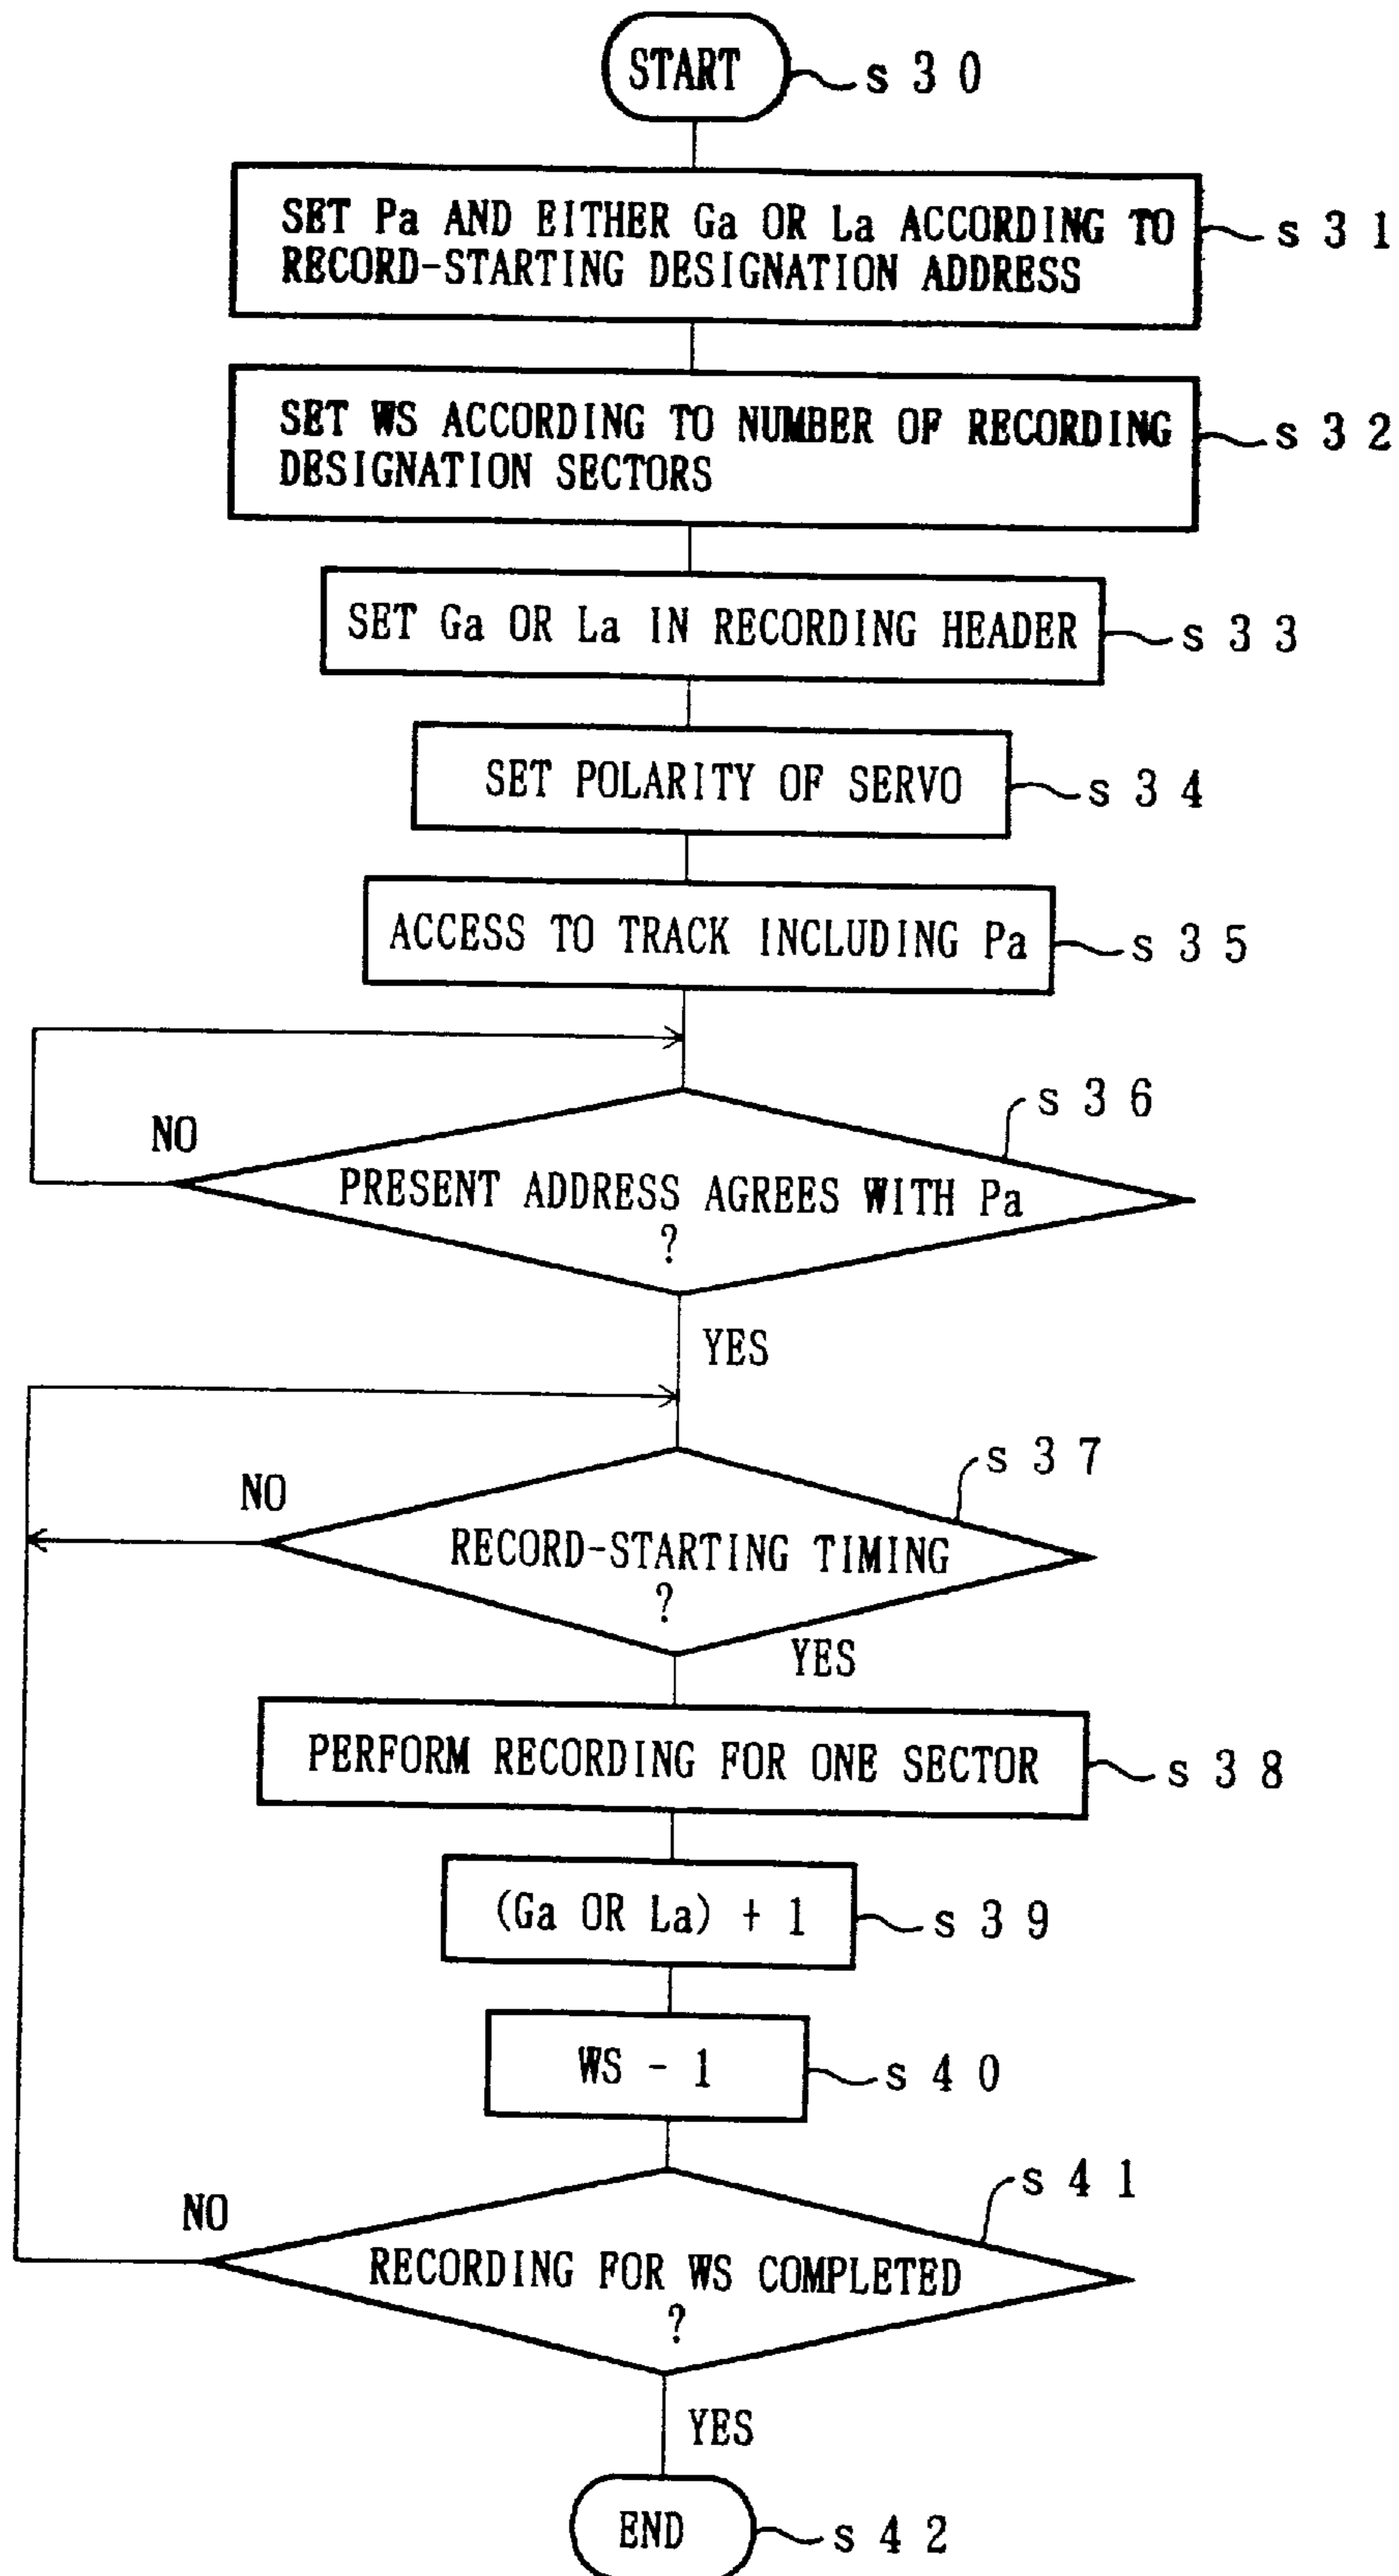 START
s 3 0
SET Pa AND EITHER Ga OR La ACCORDING TO
RECORD-STARTING DESIGNATION ADDRESS
s 3 1
SET WS ACCORDING TO NUMBER OF RECORDING
DESIGNATION SECTORS
s 3 2
SET Ga OR La IN RECORDING HEADER
s 3 3
SET POLARITY OF SERVO
s 3 4
ACCESS TO TRACK INCLUDING Pa
s 3 5
s 3 6
NO
PRESENT ADDRESS AGREES WITH Pa
?
YES
s 3 7
NO
RECORD-STARTING TIMING
?
YES
PERFORM RECORDING FOR ONE SECTOR
s 3 8
(Ga OR La) + 1
s 3 9
WS - 1
s 4 0
s 4 1
NO
RECORDING FOR WS COMPLETED
?
YES
END
s 4 2